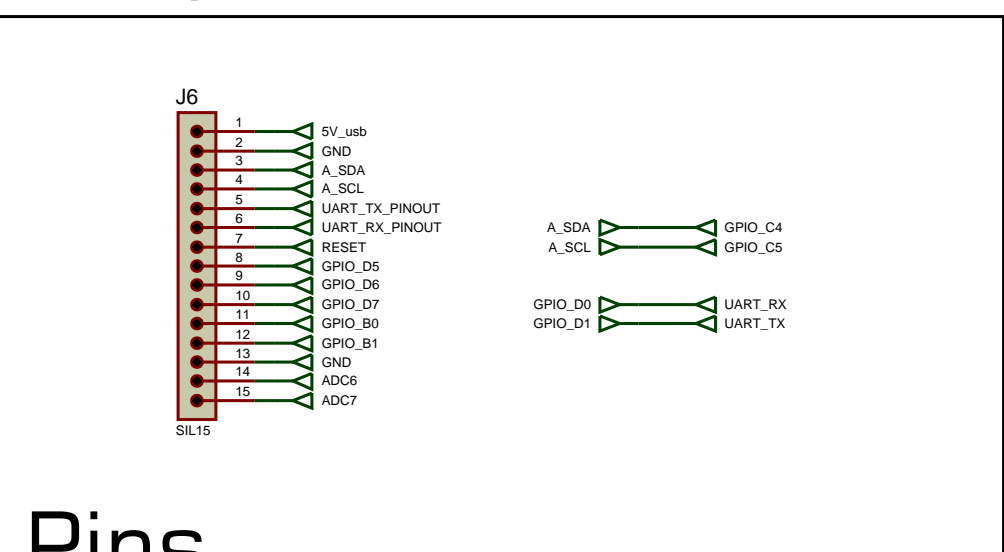 J6
1 5V_usb
2 GND
3 A_SDA
4 A_SCL
5 UART_TX_PINOUT
6 UART_RX_PINOUT
7 RESET
8 GPIO_D5
9 GPIO_D6
10 GPIO_D7
11 GPIO_B0
12 GPIO_B1
13 GND
14 ADC6
15 ADC7
SIL15
A_SDA GPIO_C4
A_SCL GPIO_C5
GPIO_D0 UART_RX
GPIO_D1 UART_TX
Pins